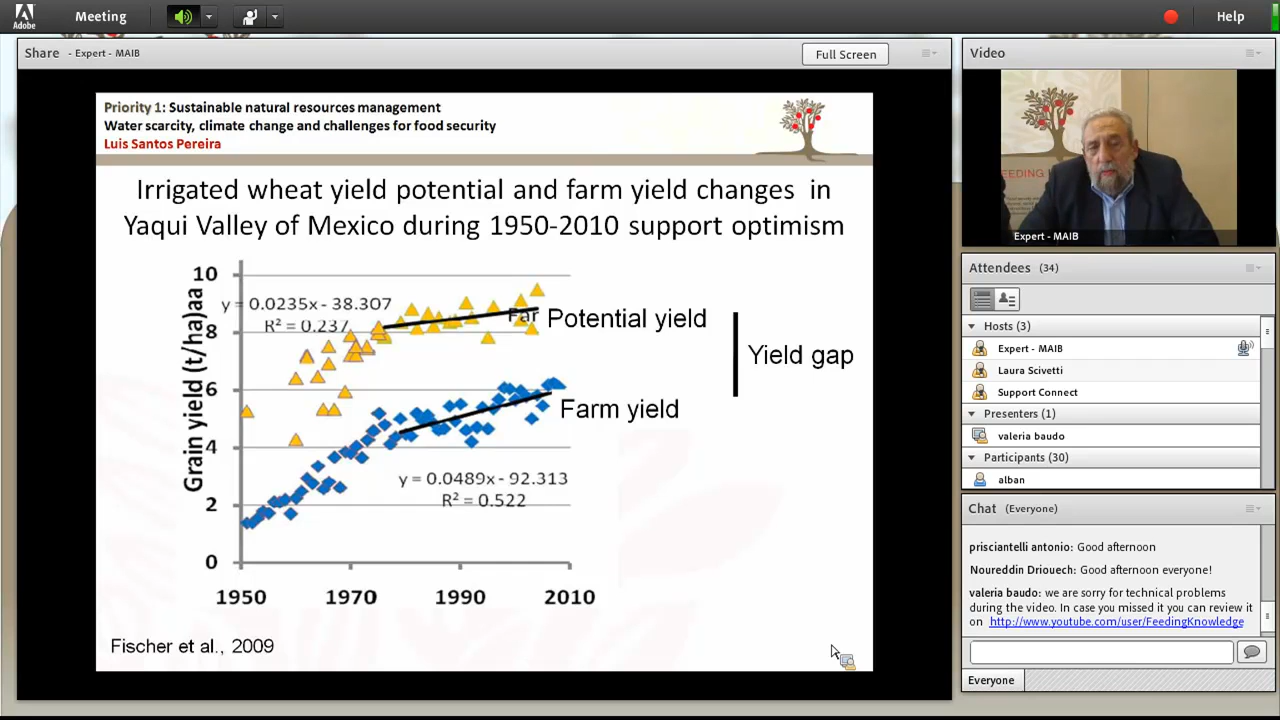 Adobe
Meeting
Help
Share - Expert - MAIB
Full Screen
Priority 1: Sustainable natural resources management
Water scarcity, climate change and challenges for food security
Luis Santos Pereira
Irrigated wheat yield potential and farm yield changes in
Yaqui Valley of Mexico during 1950-2010 support optimism
Grain yield (t/ha)aa
10
8
6
4
2
0
y = 0.0235x - 38.307
R² = 0.237
Far
Potential yield
Yield gap
Farm yield
y = 0.0489x - 92.313
R² = 0.522
1950 1970 1990 2010
Fischer et al., 2009
Video
EEDING
Expert - MAIB
Attendees (34)
Hosts (3)
Expert - MAIB
Laura Scivetti
Support Connect
Presenters (1)
valeria baudo
Participants (30)
alban
Chat (Everyone)
prisciantelli antonio: Good afternoon
Noureddin Driouech: Good afternoon everyone!
valeria baudo: we are sorry for technical problems
during the video. In case you missed it you can review it
on http://www.youtube.com/user/FeedingKnowledge
Everyone